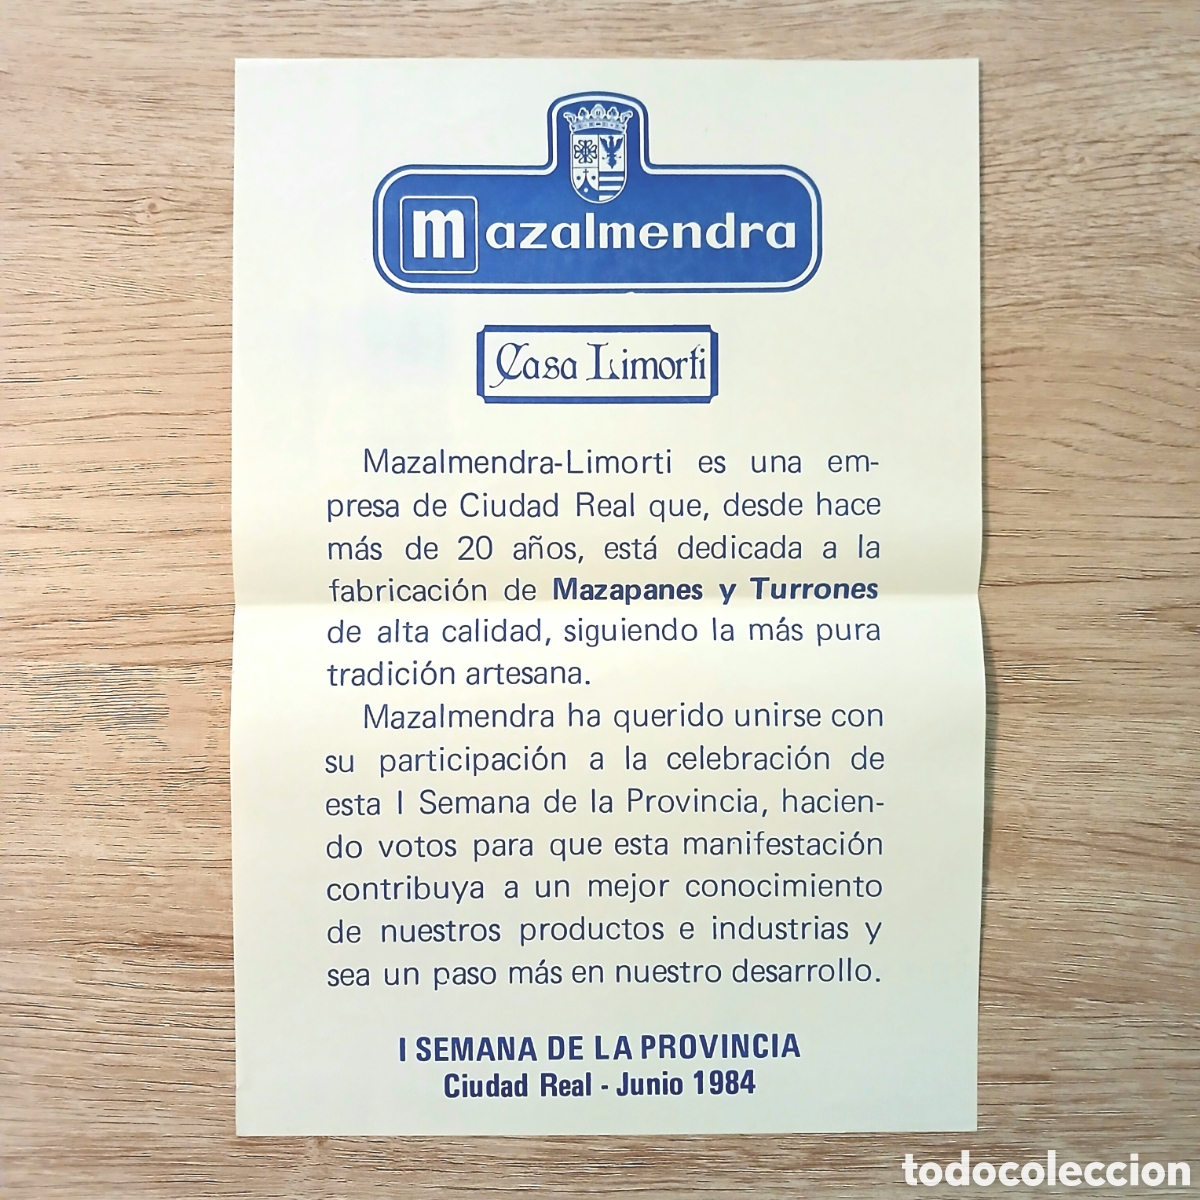 mazalmendra
Casa Limorti
Mazalmendra-Limorti es una em-
presa de Ciudad Real que, desde hace
más de 20 años, está dedicada a la
fabricación de Mazapanes y Turrones
de alta calidad, siguiendo la más pura
tradición artesana.
Mazalmendra ha querido unirse con
su participación a la celebración de
esta I Semana de la Provincia, hacien-
do votos para que esta manifestación
contribuya a un mejor conocimiento
de nuestros productos e industrias y
sea un paso más en nuestro desarrollo.
I SEMANA DE LA PROVINCIA
Ciudad Real - Junio 1984
todocoleccion